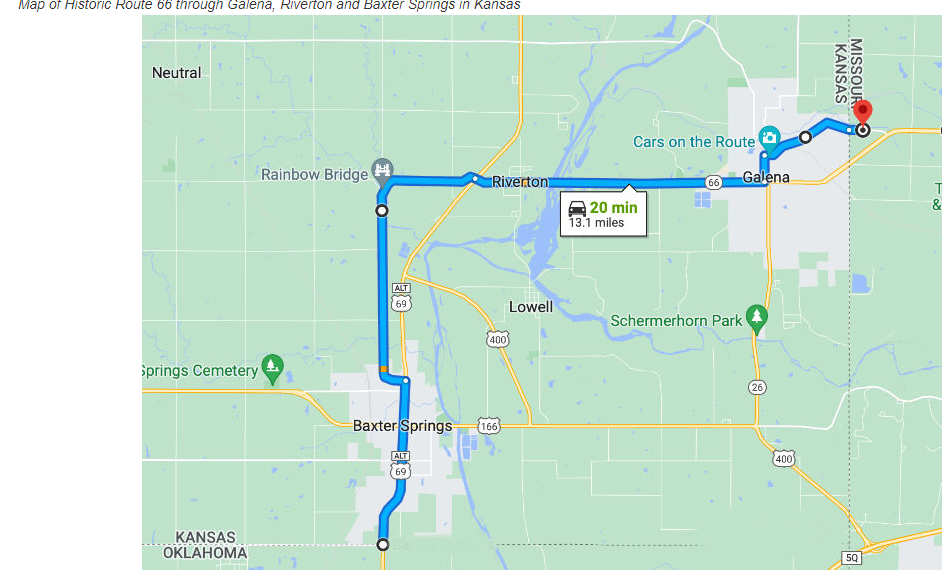 Map of Historic Route 66 through Galena, Riverton and Baxter Springs in Kansas
MISSOURI
KANSAS
Neutral
Cars on the Route
Rainbow Bridge
Riverton
66
Galena
20 min
13.1 miles
T
&
ALT
69
Lowell
Schermerhorn Park
400
Springs Cemetery
26
Baxter Springs
166
ALT
69
400
KANSAS
OKLAHOMA
5Q